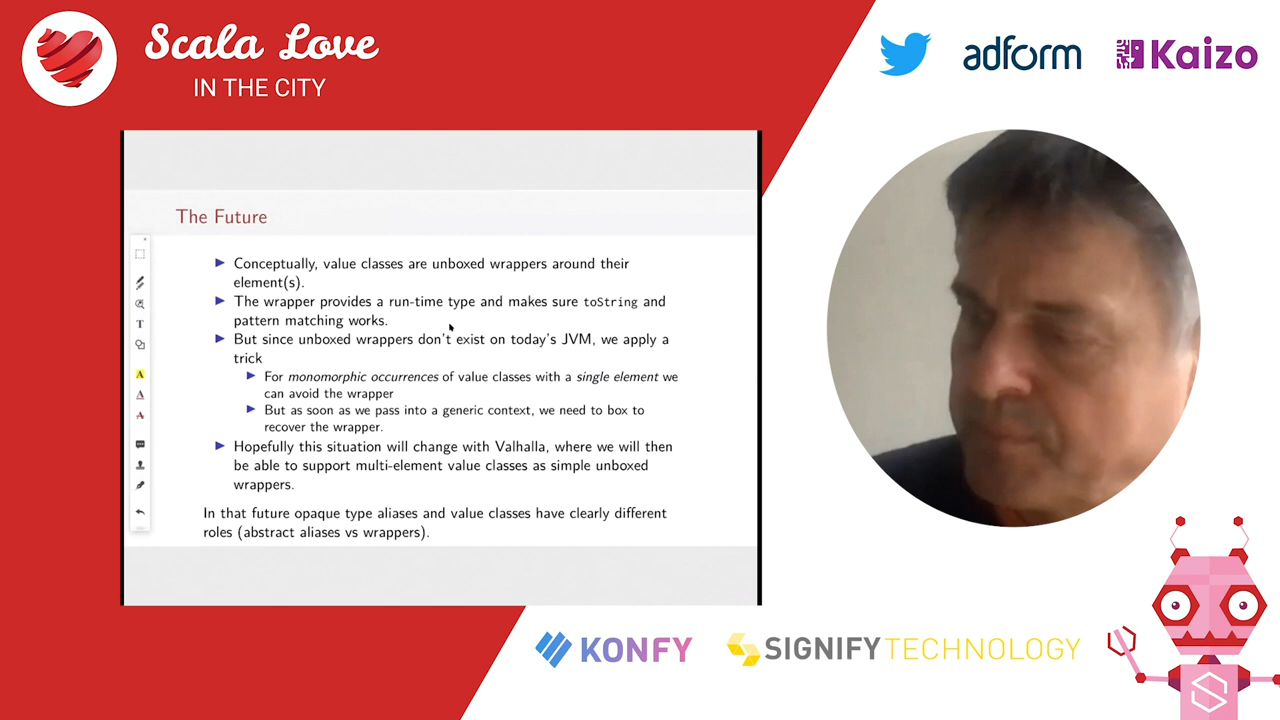 Scala Love
IN THE CITY
adform
Kaizo
The Future
▶ Conceptually, value classes are unboxed wrappers around their
element(s).
▶ The wrapper provides a run-time type and makes sure toString and
pattern matching works.
▶ But since unboxed wrappers don't exist on today's JVM, we apply a
trick
▶ For monomorphic occurrences of value classes with a single element we
can avoid the wrapper
▶ But as soon as we pass into a generic context, we need to box to
recover the wrapper.
▶ Hopefully this situation will change with Valhalla, where we will then
be able to support multi-element value classes as simple unboxed
wrappers.
In that future opaque type aliases and value classes have clearly different
roles (abstract aliases vs wrappers).
T
A
A
A
KONFY
SIGNIFYTECHNOLOGY